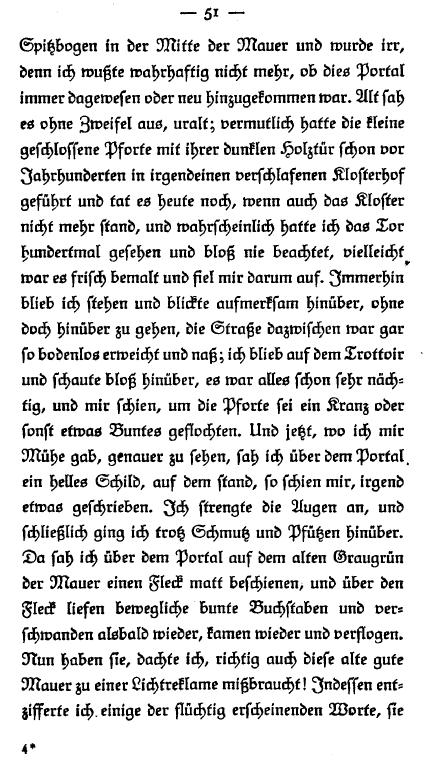 — 51 —
Spitzbogen in der Mitte der Mauer und wurde irr,
denn ich wußte wahrhaftig nicht mehr, ob dies Portal
immer dagewesen oder neu hinzugekommen war. Alt sah
es ohne Zweifel aus, uralt; vermutlich hatte die kleine
geschlossene Pforte mit ihrer dunklen Holztür schon vor
Jahrhunderten in irgendeinen verschlafenen Klosterhof
geführt und tat es heute noch, wenn auch das Kloster
nicht mehr stand, und wahrscheinlich hatte ich das Tor
hundertmal gesehen und bloß nie beachtet, vielleicht
war es frisch bemalt und fiel mir darum auf. Immerhin
blieb ich stehen und blickte aufmerksam hinüber, ohne
doch hinüber zu gehen, die Straße dazwischen war gar
so bodenlos erweicht und naß; ich blieb auf dem Trottoir
und schaute bloß hinüber, es war alles schon sehr näch-
tig, und mir schien, um die Pforte sei ein Kranz oder
sonst etwas Buntes geflochten. Und jetzt, wo ich mir
Mühe gab, genauer zu sehen, sah ich über dem Portal
ein helles Schild, auf dem stand, so schien mir, irgend
etwas geschrieben. Ich strengte die Augen an, und
schließlich ging ich trotz Schmutz und Pfützen hinüber.
Da sah ich über dem Portal auf dem alten Graugrün
der Mauer einen Fleck matt beschienen, und über den
Fleck liefen bewegliche bunte Buchstaben und ver-
schwanden alsbald wieder, kamen wieder und verflogen.
Nun haben sie, dachte ich, richtig auch diese alte gute
Mauer zu einer Lichtreklame mißbraucht! Indessen ent-
zifferte ich einige der flüchtig erscheinenden Worte, sie
4*